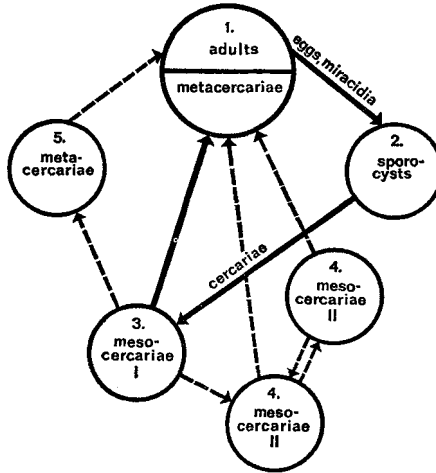 1.
adults
metacercariae
eggs, miracidia
5.
meta-
cercariae
2.
sporo-
cysts
cercariae
4.
meso-
cercariae
II
3.
meso-
cercariae
I
4.
meso-
cercariae
II